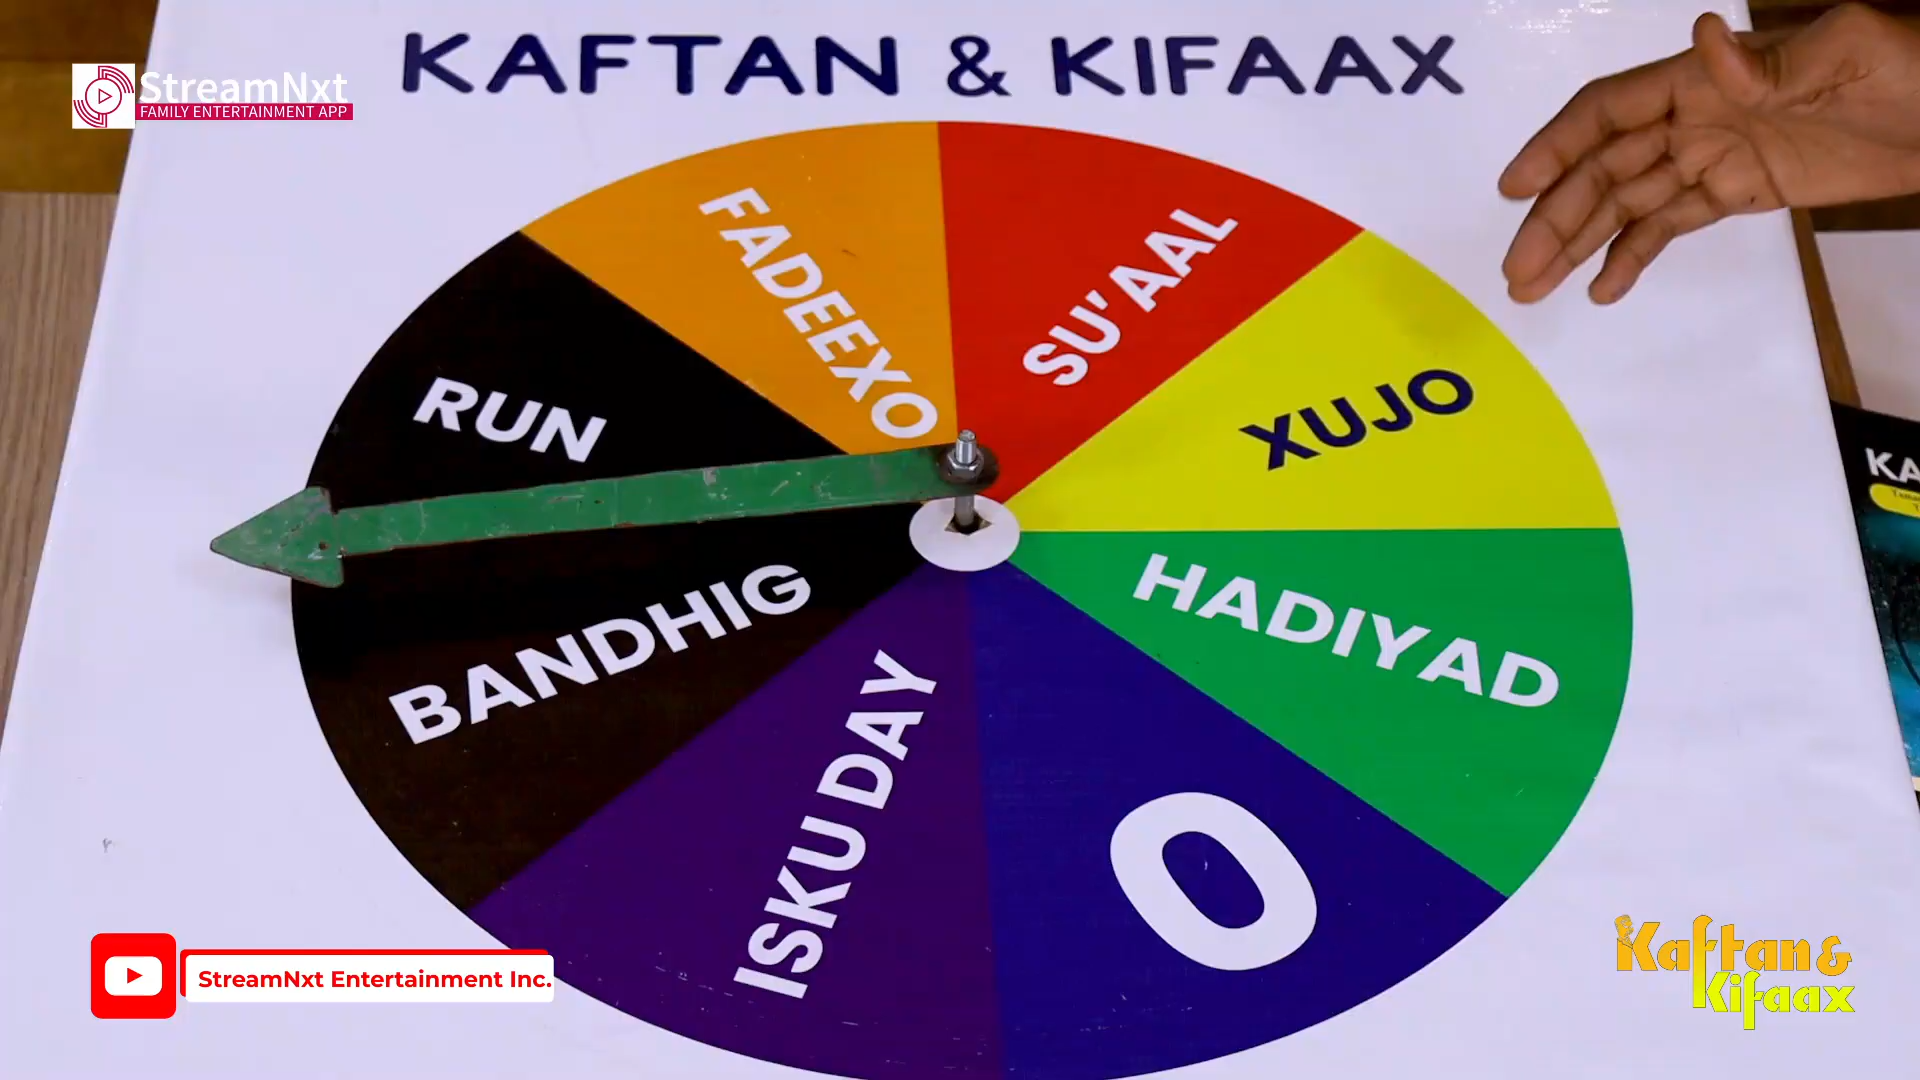 KAFTAN & KIFAAX
StreamNxt
FAMILY ENTERTAINMENT APP
FADEEXO
SU'AAL
RUN
XUJO
KA
HADIYAD
BANDHIG
ISKU DAY
0
StreamNxt Entertainment Inc.
Kaftan &
Kifaax